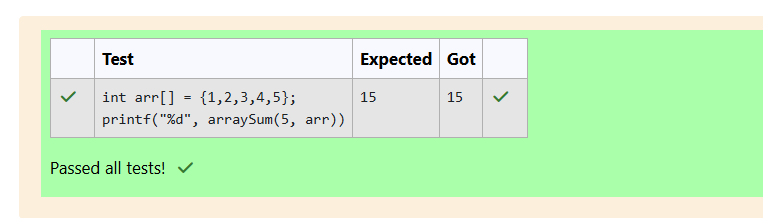 Test Expected Got
int arr[] = {1,2,3,4,5}; 15 15
printf("%d", arraySum(5, arr))
Passed all tests!